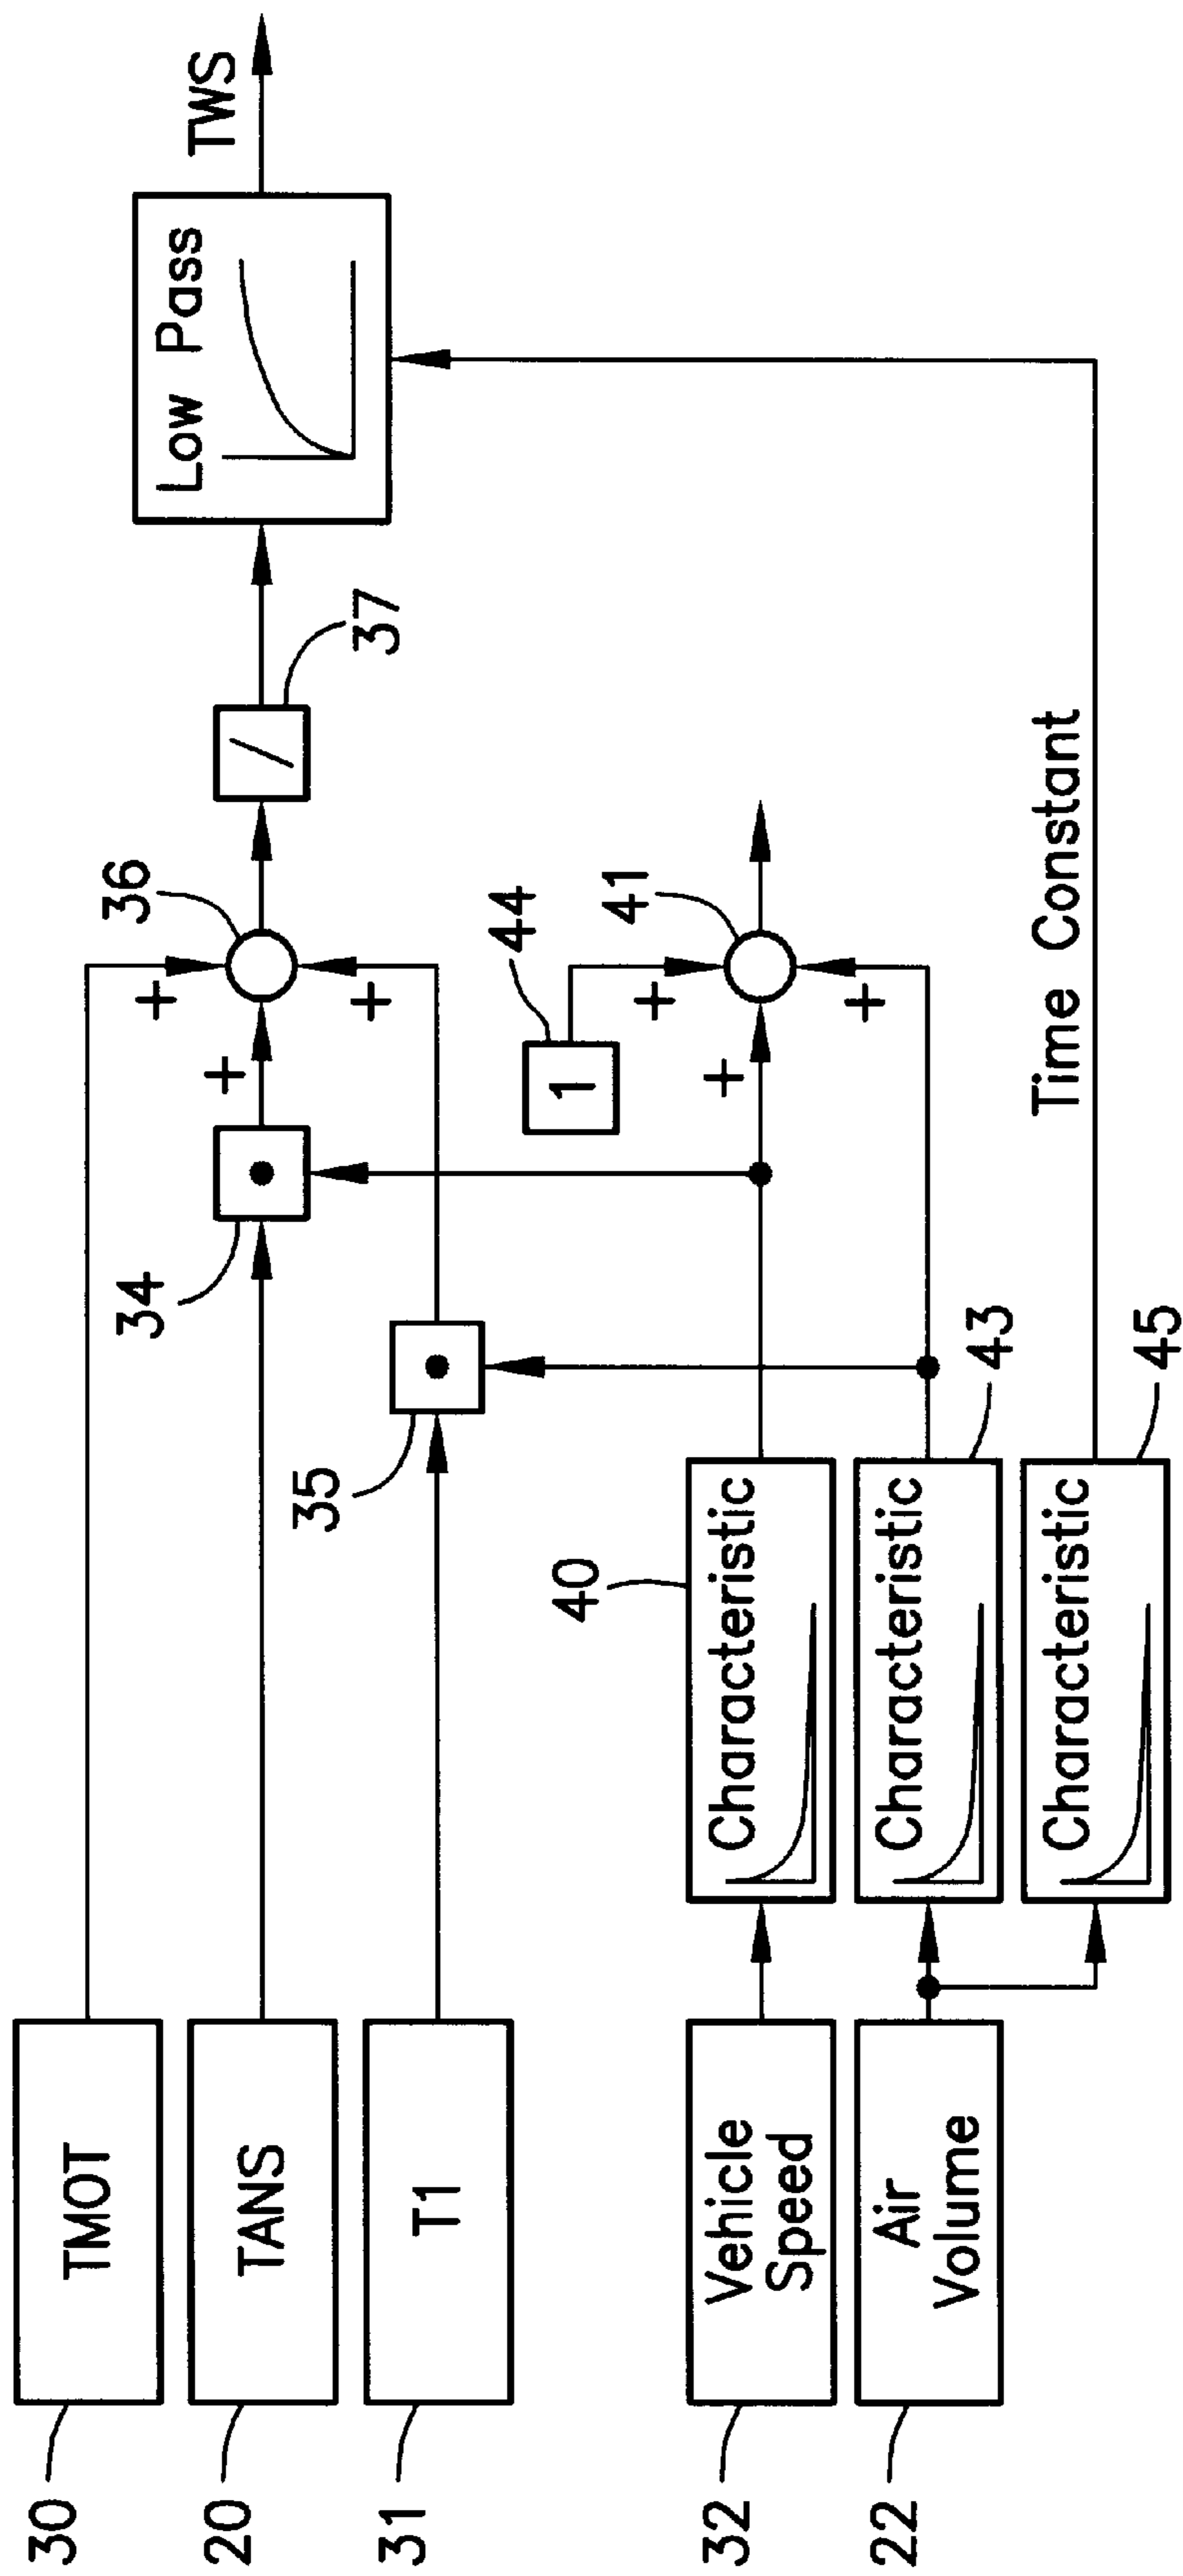 30
TMOT
20
TANS
31
T1
32
Vehicle
Speed
22
Air
Volume
40
Characteristic
Characteristic
43
Characteristic
45
35
34
+
+
+
36
1
44
+
+
+
41
/
37
Time Constant
Low Pass
TWS